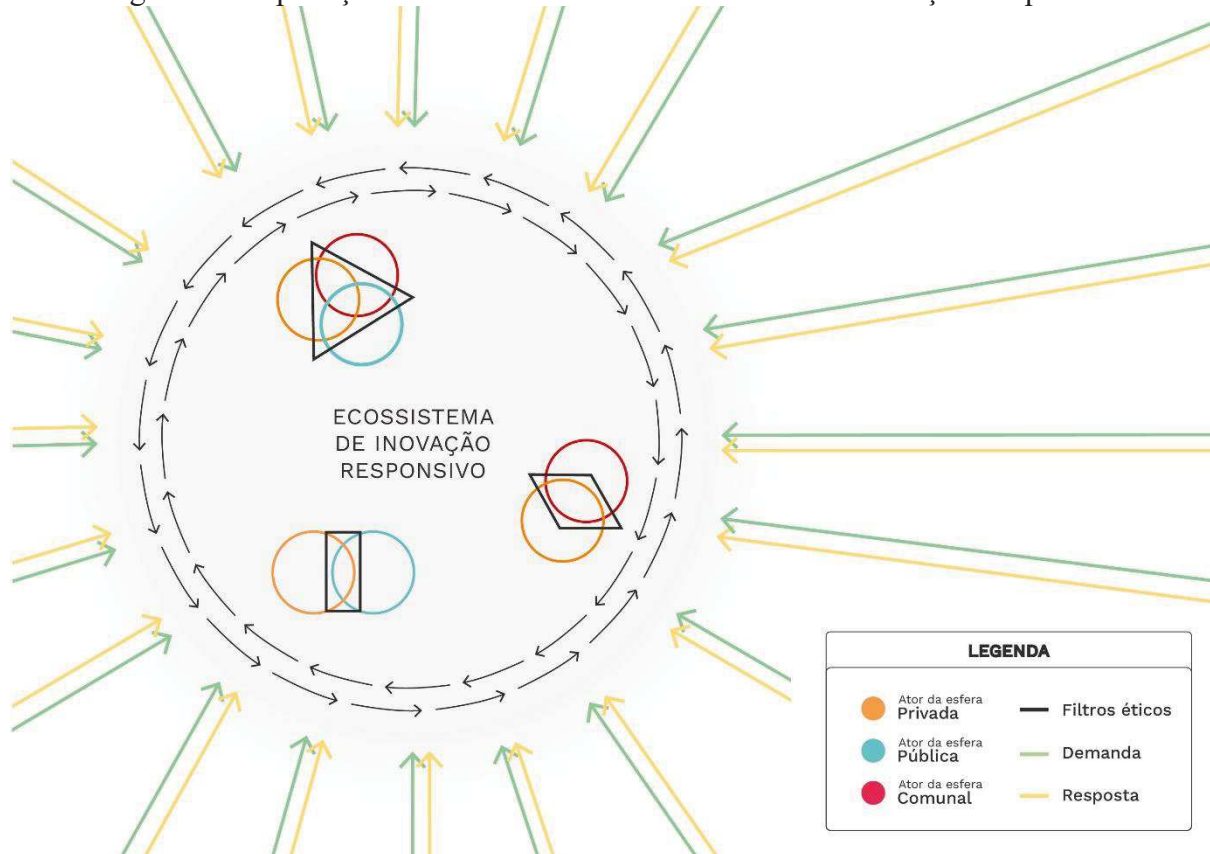 ECOSSISTEMA
DE INOVAÇÃO
RESPONSIVO
LEGENDA
Ator da esfera
Privada
Filtros éticos
Ator da esfera
Pública
Demanda
Ator da esfera
Comunal
Resposta